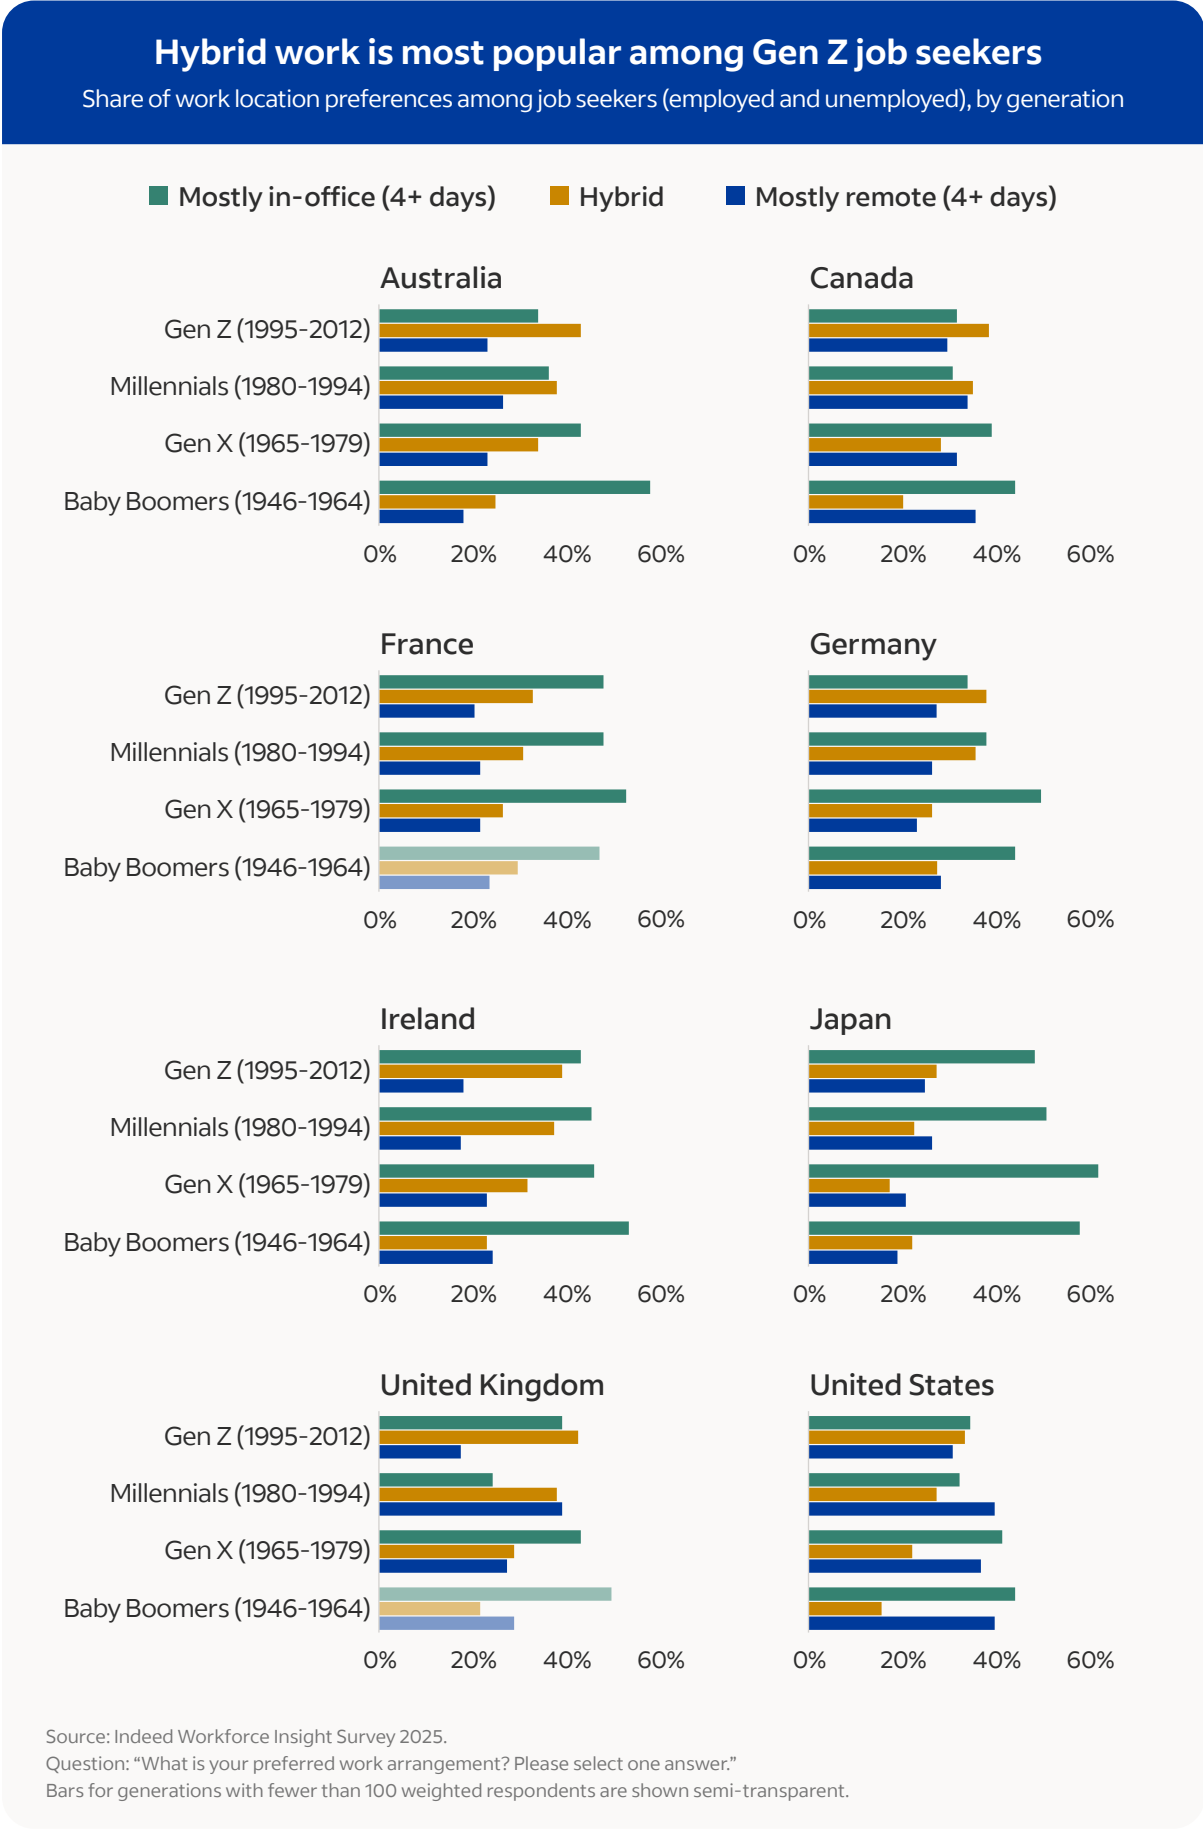 Hybrid work is most popular among Gen Z job seekers
Share of work location preferences among job seekers (employed and unemployed), by generation
Mostly in-office (4+ days) Hybrid Mostly remote (4+ days)
Australia Canada
Gen Z (1995-2012)
Millennials (1980-1994)
Gen X (1965-1979)
Baby Boomers (1946-1964)
0% 20% 40% 60% 0% 20% 40% 60%
France Germany
Gen Z (1995-2012)
Millennials (1980-1994)
Gen X (1965-1979)
Baby Boomers (1946-1964)
0% 20% 40% 60% 0% 20% 40% 60%
Ireland Japan
Gen Z (1995-2012)
Millennials (1980-1994)
Gen X (1965-1979)
Baby Boomers (1946-1964)
0% 20% 40% 60% 0% 20% 40% 60%
United Kingdom United States
Gen Z (1995-2012)
Millennials (1980-1994)
Gen X (1965-1979)
Baby Boomers (1946-1964)
0% 20% 40% 60% 0% 20% 40% 60%
Source: Indeed Workforce Insight Survey 2025.
Question: “What is your preferred work arrangement? Please select one answer.”
Bars for generations with fewer than 100 weighted respondents are shown semi-transparent.